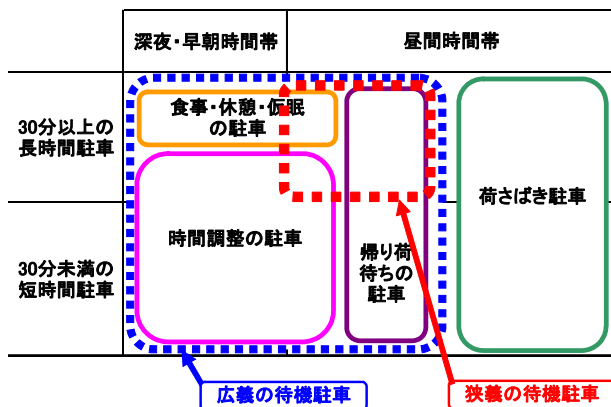 深夜・早朝時間帯
昼間時間帯
30分以上の
長時間駐車
食事・休憩・仮眠
の駐車
荷さばき駐車
時間調整の駐車
帰り荷
待ちの
駐車
30分未満の
短時間駐車
広義の待機駐車
狭義の待機駐車